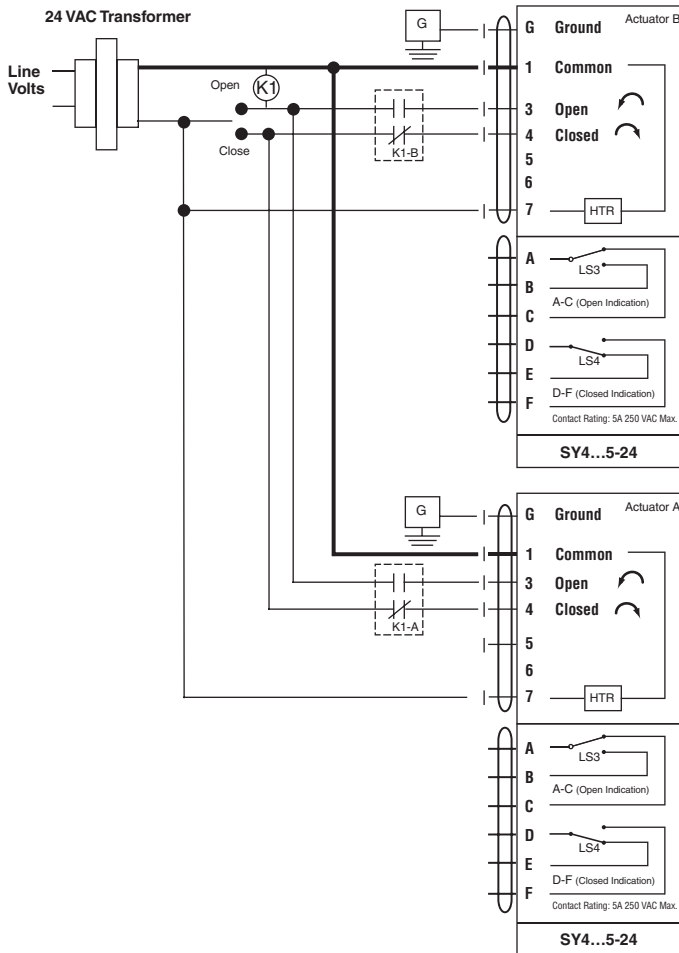 24 VAC Transformer
Line
Volts
Open
K1
Close
G
K1-B
Actuator B
G Ground
1 Common
3 Open
4 Closed
5
6
7
HTR
A
LS3
B
A-C (Open Indication)
C
D
LS4
E
D-F (Closed Indication)
F
Contact Rating: 5A 250 VAC Max.
SY4…5-24
G
K1-A
Actuator A
G Ground
1 Common
3 Open
4 Closed
5
6
7
HTR
A
LS3
B
A-C (Open Indication)
C
D
LS4
E
D-F (Closed Indication)
F
Contact Rating: 5A 250 VAC Max.
SY4…5-24